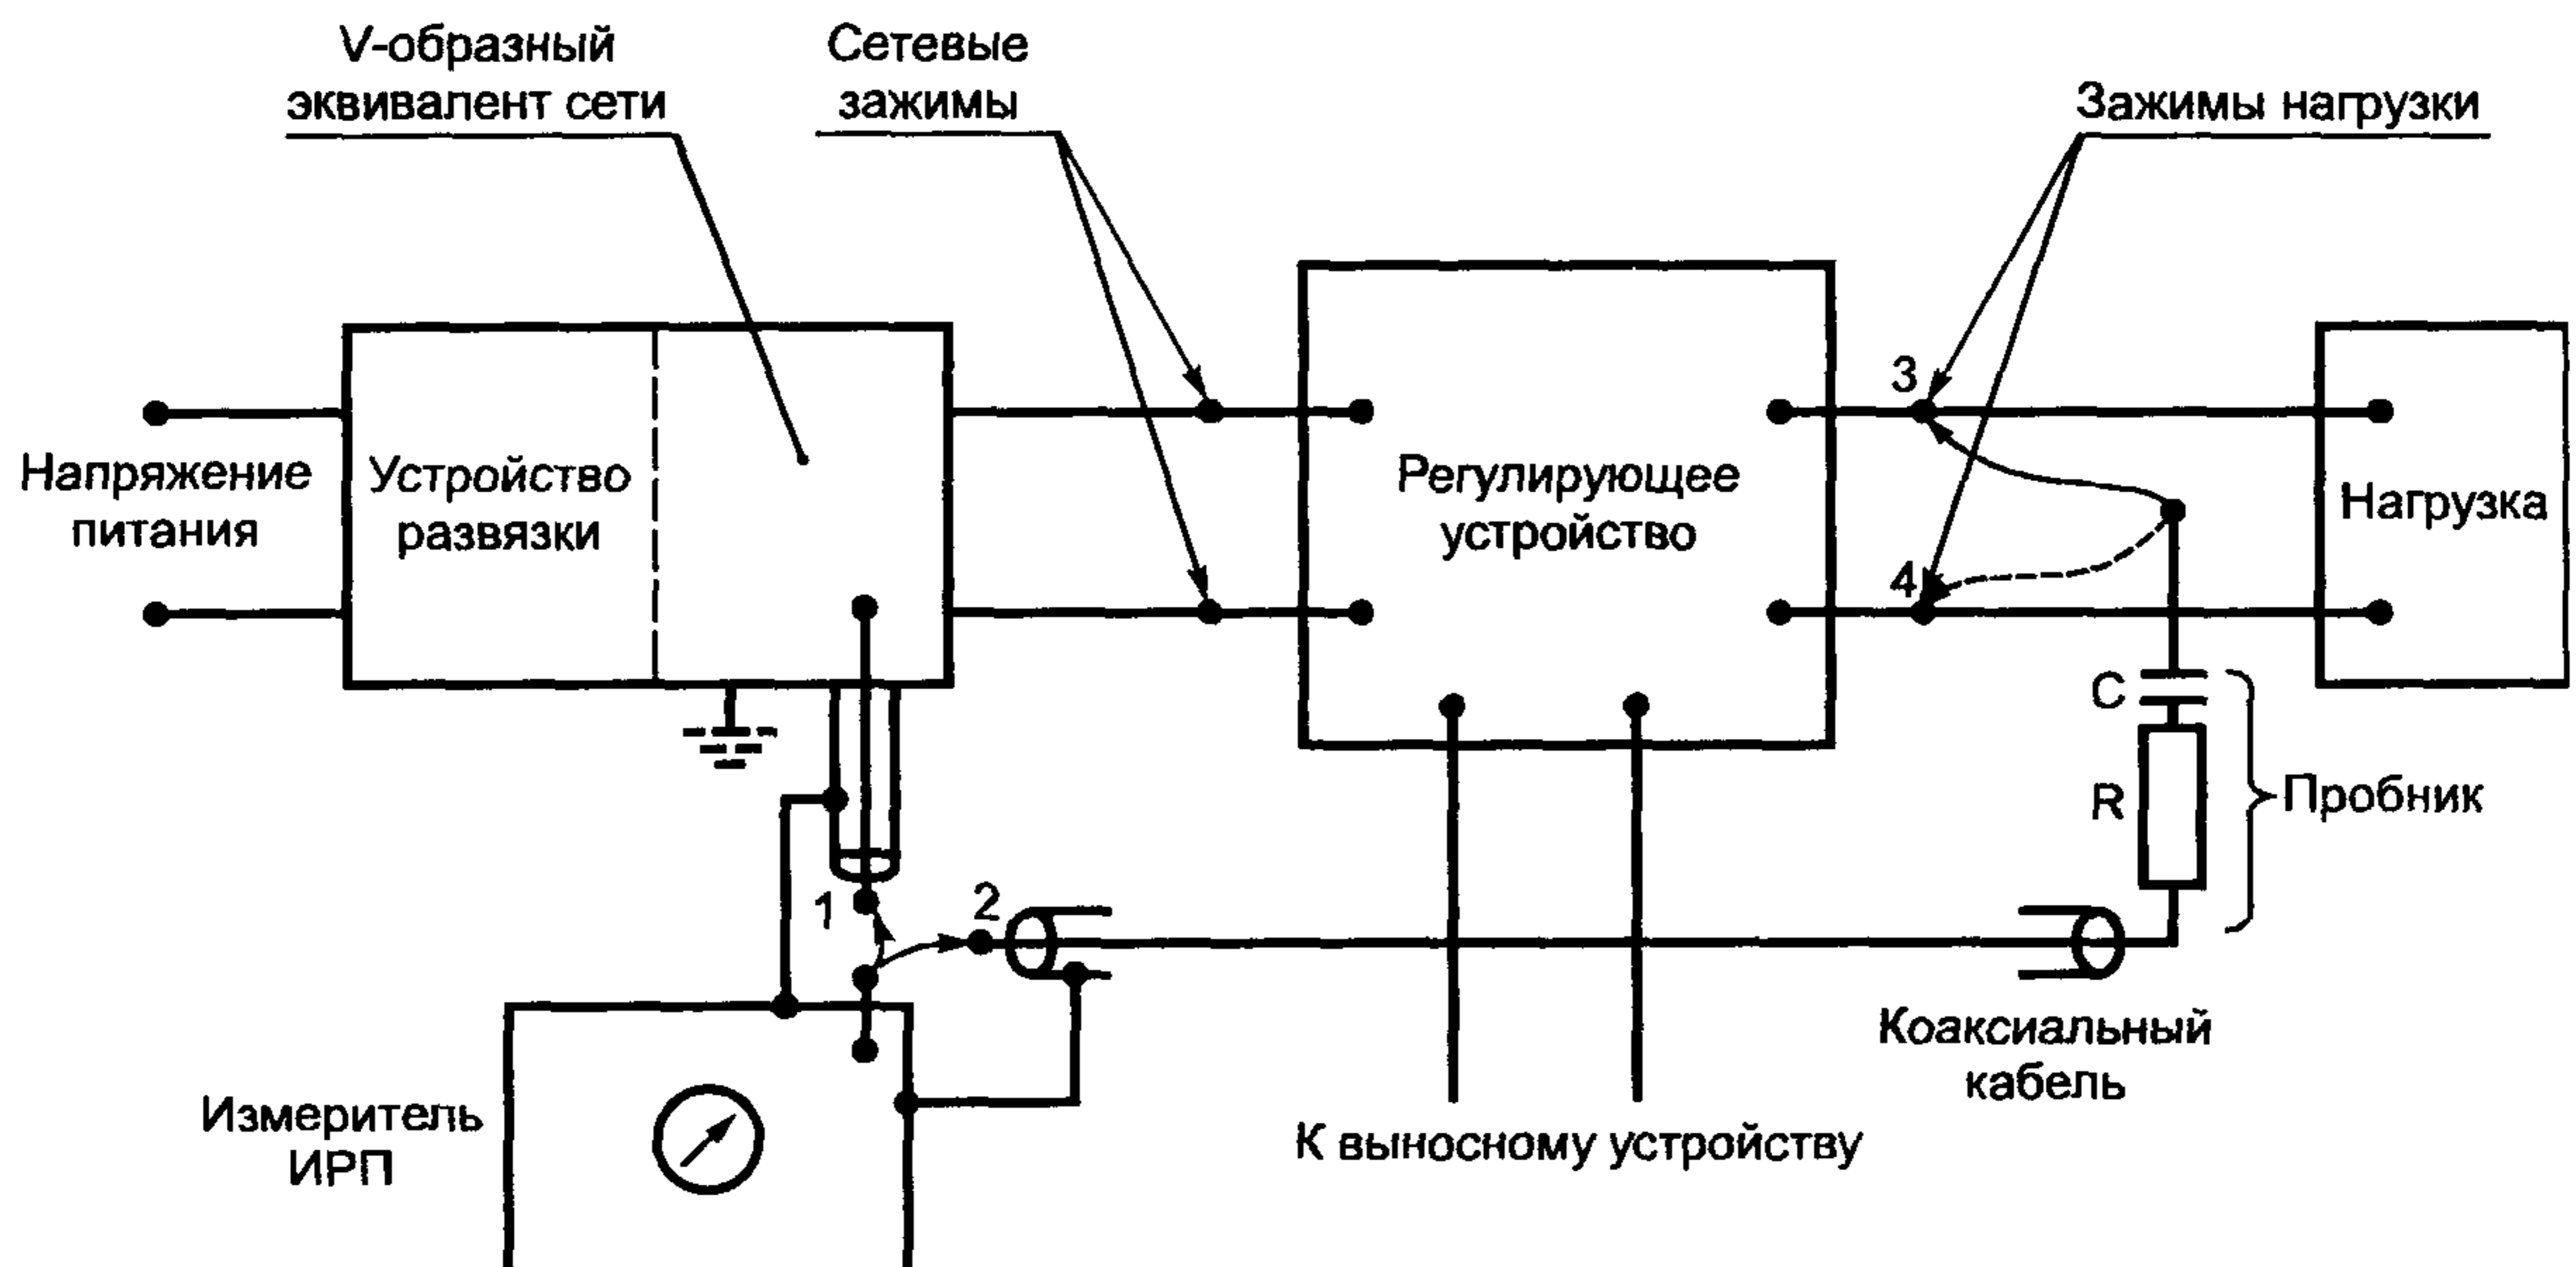 V-образный
эквивалент сети
Сетевые
зажимы
Зажимы нагрузки
Напряжение
питания
Устройство
развязки
Регулирующее
устройство
3
4
Нагрузка
C
R
Пробник
1
2
Коаксиальный
кабель
Измеритель
ИРП
К выносному устройству